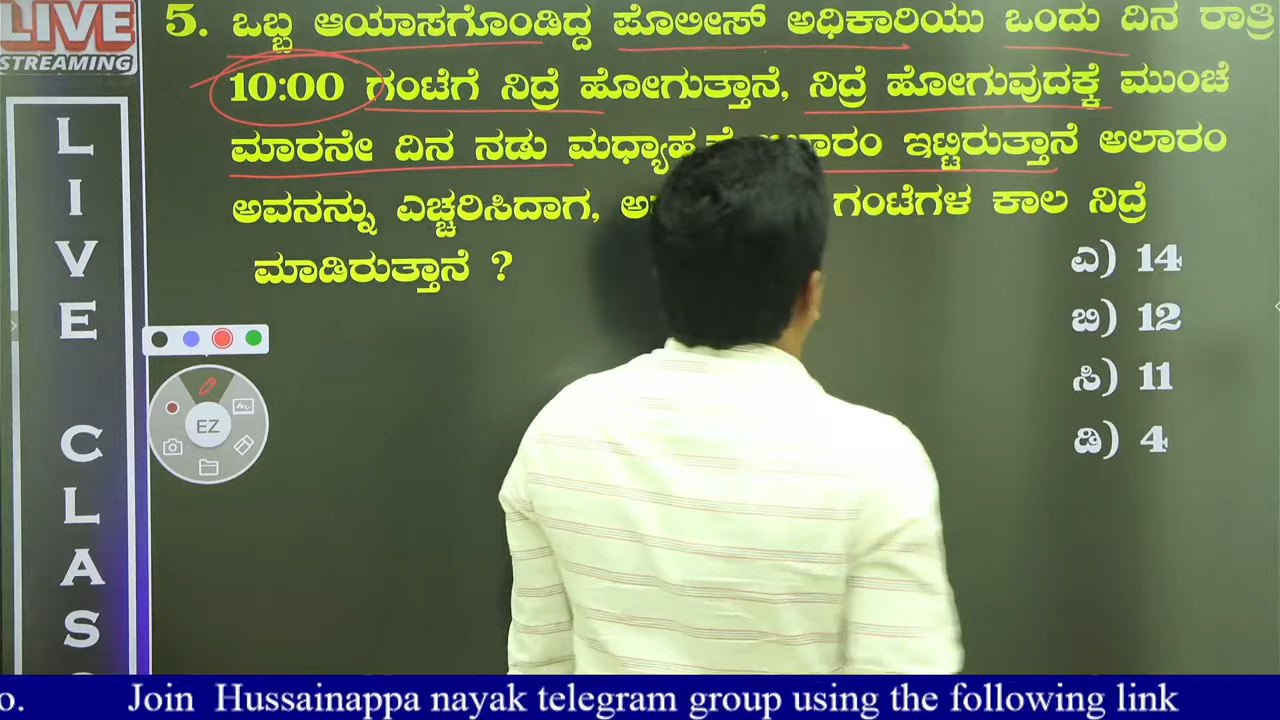 LIVE
STREAMING
5. ಒಬ್ಬ ಆಯಾಸಗೊಂಡಿದ್ದ ಪೊಲೀಸ್ ಅಧಿಕಾರಿಯು ಒಂದು ದಿನ ರಾತ್ರಿ
10:00 ಗಂಟೆಗೆ ನಿದ್ರೆ ಹೋಗುತ್ತಾನೆ, ನಿದ್ರೆ ಹೋಗುವುದಕ್ಕೆ ಮುಂಚೆ
ಮಾರನೇ ದಿನ ನಡು ಇಟ್ಟಿರುತ್ತಾನೆ ಅಲಾರಂ
ಅವನನ್ನು ಎಚ್ಚರಿಸಿದಾಗ, ಗಂಟೆಗಳ ಕಾಲ ನಿದ್ರೆ
ಮಾಡಿರುತ್ತಾನೆ ?
ಎ) 14
ಬಿ) 12
ಸಿ) 11
ಡಿ) 4
LIVE
CLAS
EZ
o. Join Hussainappa nayak telegram group using the following link